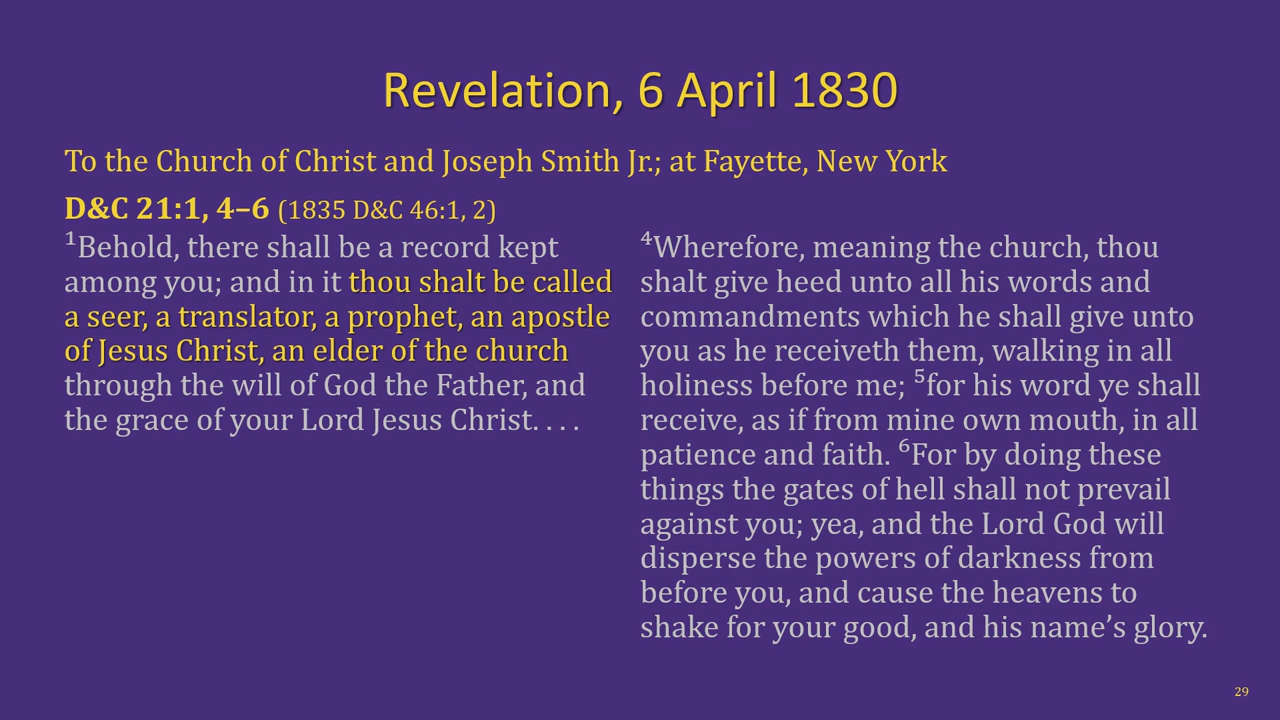 Revelation, 6 April 1830
To the Church of Christ and Joseph Smith Jr.; at Fayette, New York
D&C 21:1, 4–6 (1835 D&C 46:1, 2)
¹Behold, there shall be a record kept
among you; and in it thou shalt be called
a seer, a translator, a prophet, an apostle
of Jesus Christ, an elder of the church
through the will of God the Father, and
the grace of your Lord Jesus Christ. . . .
⁴Wherefore, meaning the church, thou
shalt give heed unto all his words and
commandments which he shall give unto
you as he receiveth them, walking in all
holiness before me; ⁵for his word ye shall
receive, as if from mine own mouth, in all
patience and faith. ⁶For by doing these
things the gates of hell shall not prevail
against you; yea, and the Lord God will
disperse the powers of darkness from
before you, and cause the heavens to
shake for your good, and his name’s glory.
29